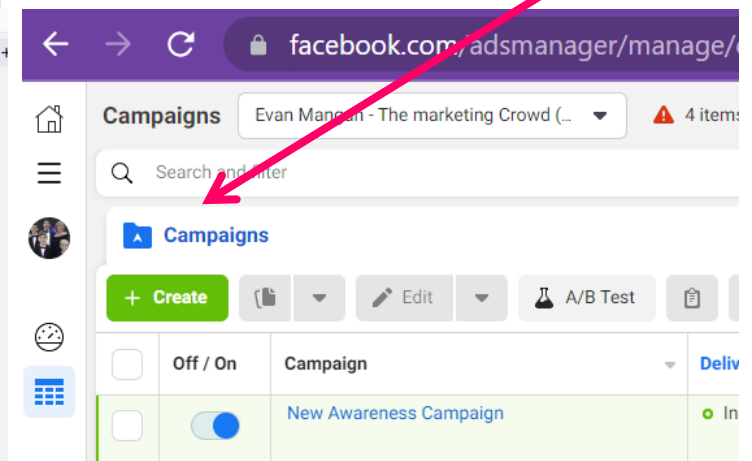 facebook.com/adsmanager/manage/
Campaigns Evan Mangan - The marketing Crowd (... 4 items
Search and filter
Campaigns
+ Create Edit A/B Test
Off / On Campaign
New Awareness Campaign